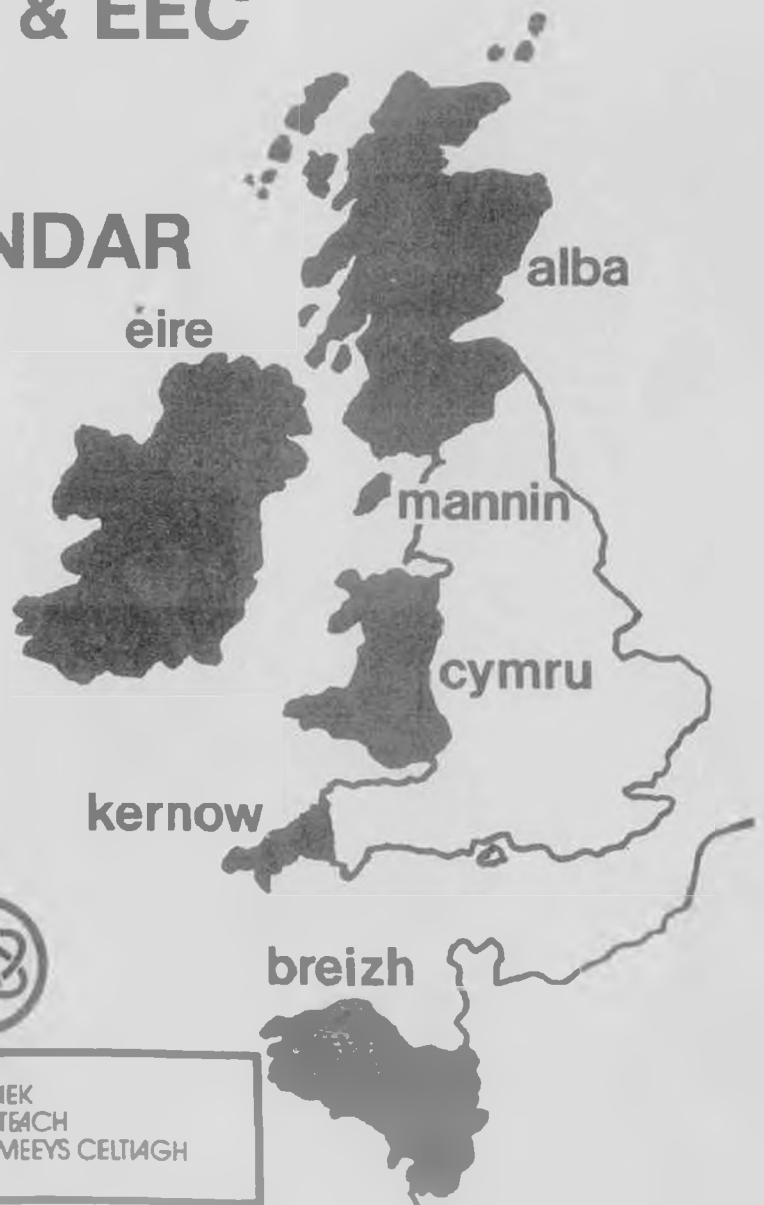 & EEC
NDAR
alba
éire
mannin
cymru
kernow
breizh
IEK
TEACH
MEEYS CELTIAGH